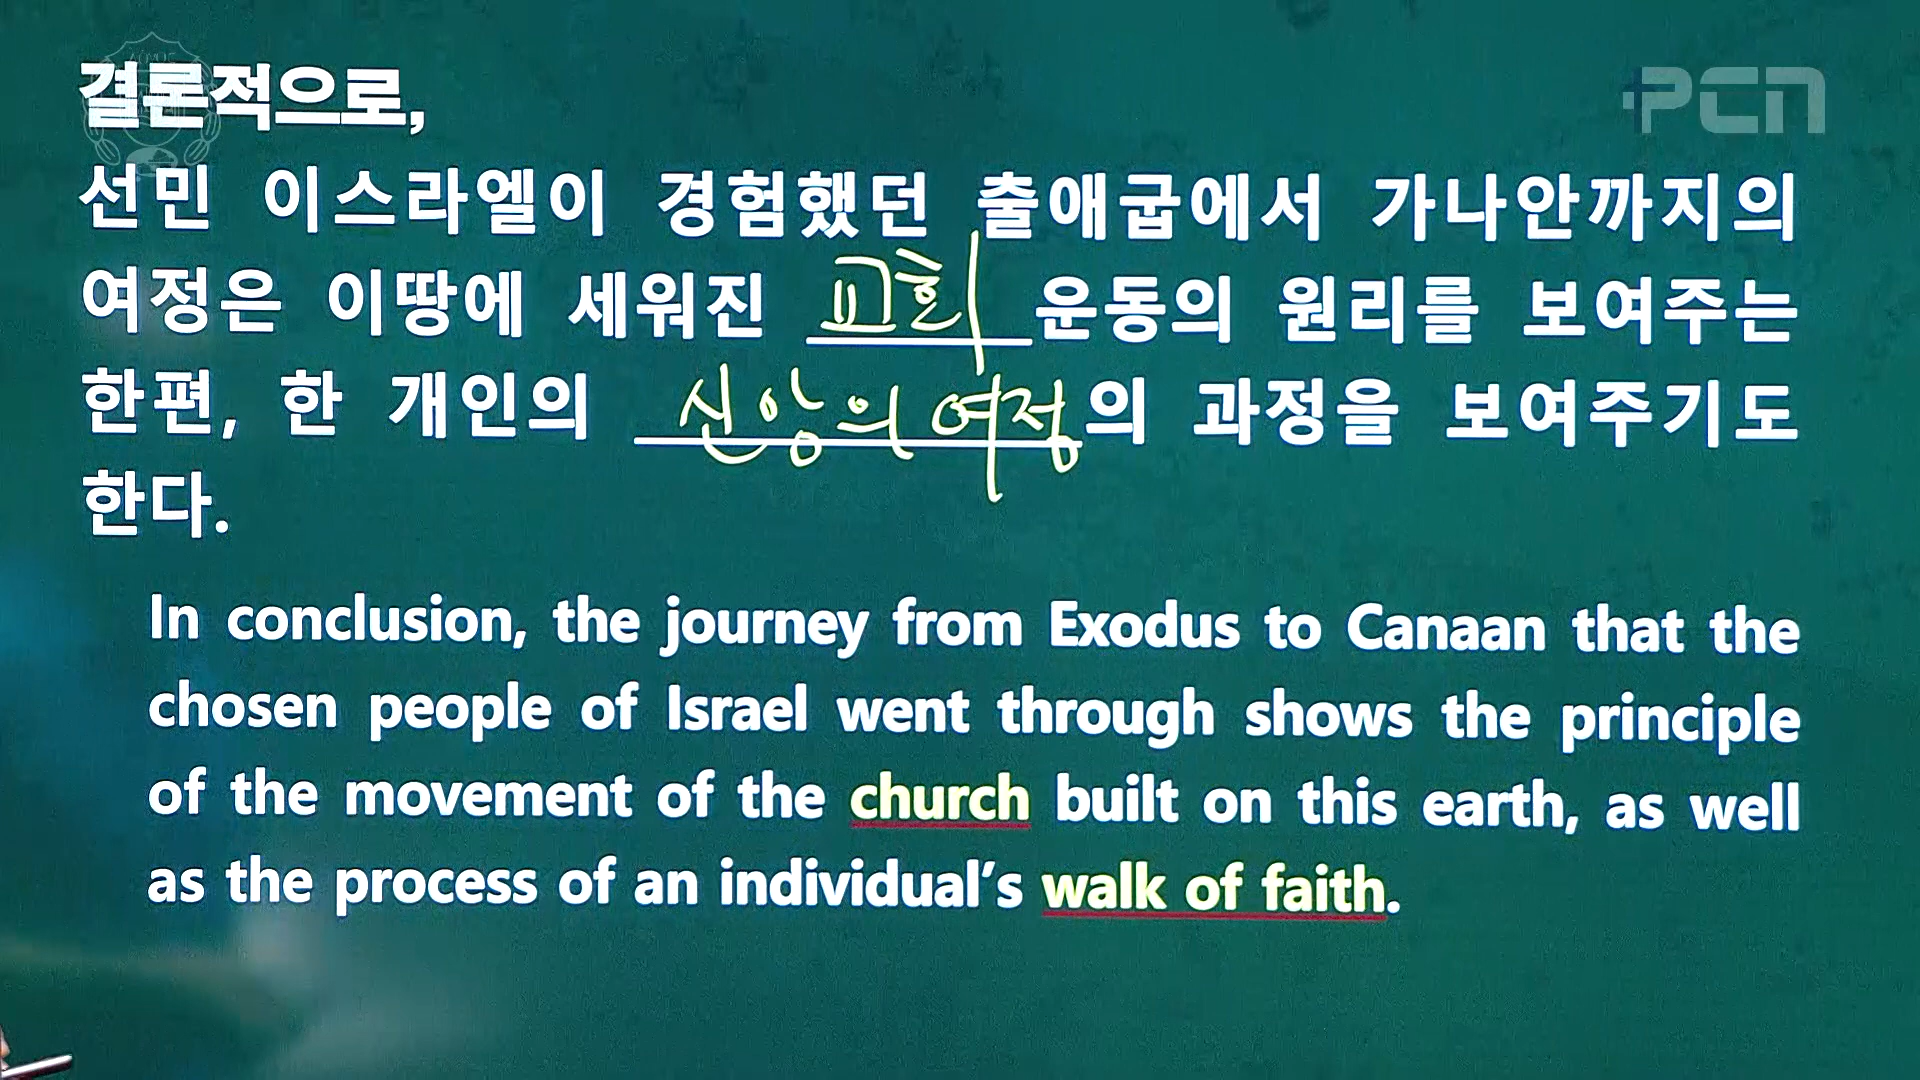 결론적으로,
PCN
선민 이스라엘이 경험했던 출애굽에서 가나안까지의
여정은 이땅에 세워진 교회 운동의 원리를 보여주는
한편, 한 개인의 신앙의 여정의 과정을 보여주기도
한다.
In conclusion, the journey from Exodus to Canaan that the
chosen people of Israel went through shows the principle
of the movement of the church built on this earth, as well
as the process of an individual’s walk of faith.